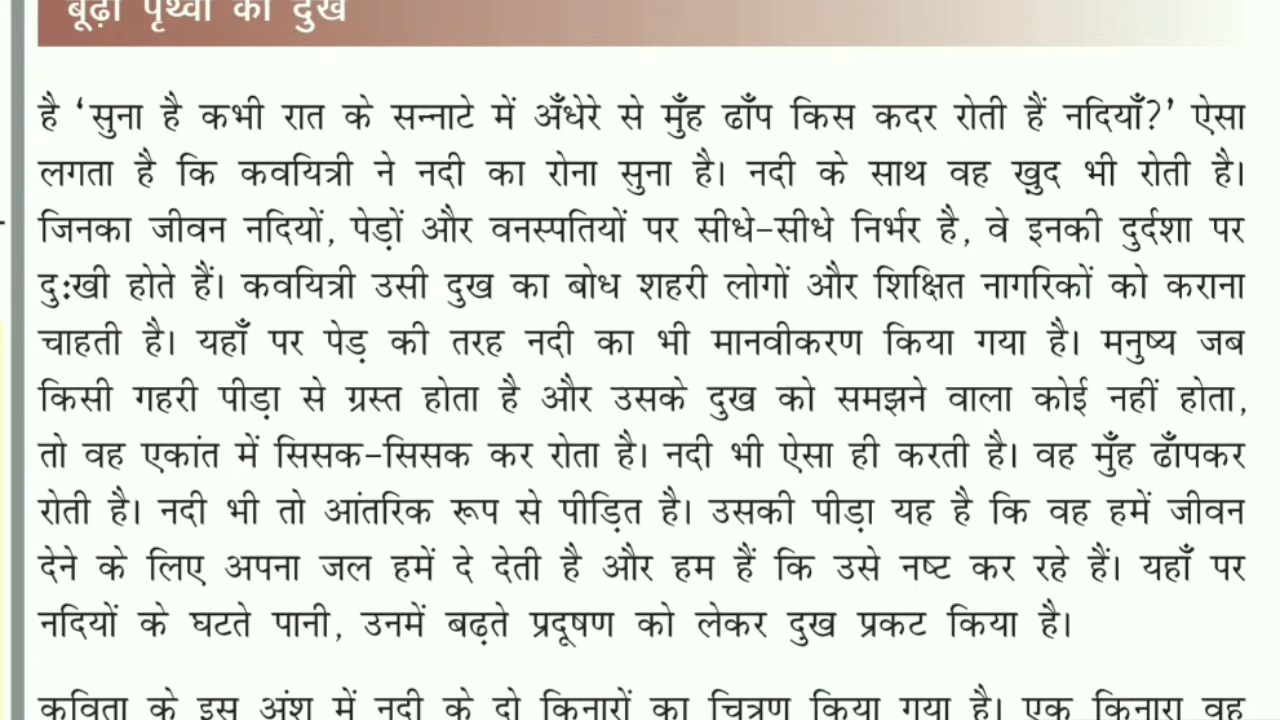 बूढ़ी पृथ्वी का दुख
है ‘सुना है कभी रात के सन्नाटे में अँधेरे से मुँह ढाँप किस कदर रोती हैं नदियाँ?’ ऐसा
लगता है कि कवयित्री ने नदी का रोना सुना है। नदी के साथ वह खुद भी रोती है।
जिनका जीवन नदियों, पेड़ों और वनस्पतियों पर सीधे-सीधे निर्भर है, वे इनकी दुर्दशा पर
दुःखी होते हैं। कवयित्री उसी दुख का बोध शहरी लोगों और शिक्षित नागरिकों को कराना
चाहती है। यहाँ पर पेड़ की तरह नदी का भी मानवीकरण किया गया है। मनुष्य जब
किसी गहरी पीड़ा से ग्रस्त होता है और उसके दुख को समझने वाला कोई नहीं होता,
तो वह एकांत में सिसक-सिसक कर रोता है। नदी भी ऐसा ही करती है। वह मुँह ढाँपकर
रोती है। नदी भी तो आंतरिक रूप से पीड़ित है। उसकी पीड़ा यह है कि वह हमें जीवन
देने के लिए अपना जल हमें दे देती है और हम हैं कि उसे नष्ट कर रहे हैं। यहाँ पर
नदियों के घटते पानी, उनमें बढ़ते प्रदूषण को लेकर दुख प्रकट किया है।
कविता के इस अंश में नदी के दो किनारों का चित्रण किया गया है। एक किनारा वह